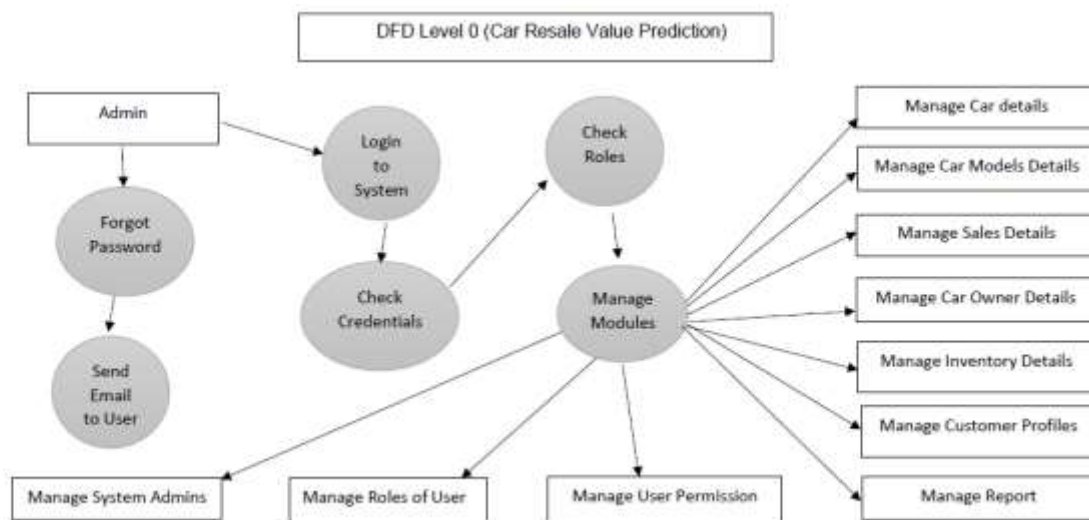 DFD Level 0 (Car Resale Value Prediction)
Admin
Login
to
System
Check
Roles
Forgot
Password
Check
Credentials
Manage
Modules
Send
Email
to User
Manage Car details
Manage Car Models Details
Manage Sales Details
Manage Car Owner Details
Manage Inventory Details
Manage Customer Profiles
Manage Report
Manage System Admins
Manage Roles of User
Manage User Permission